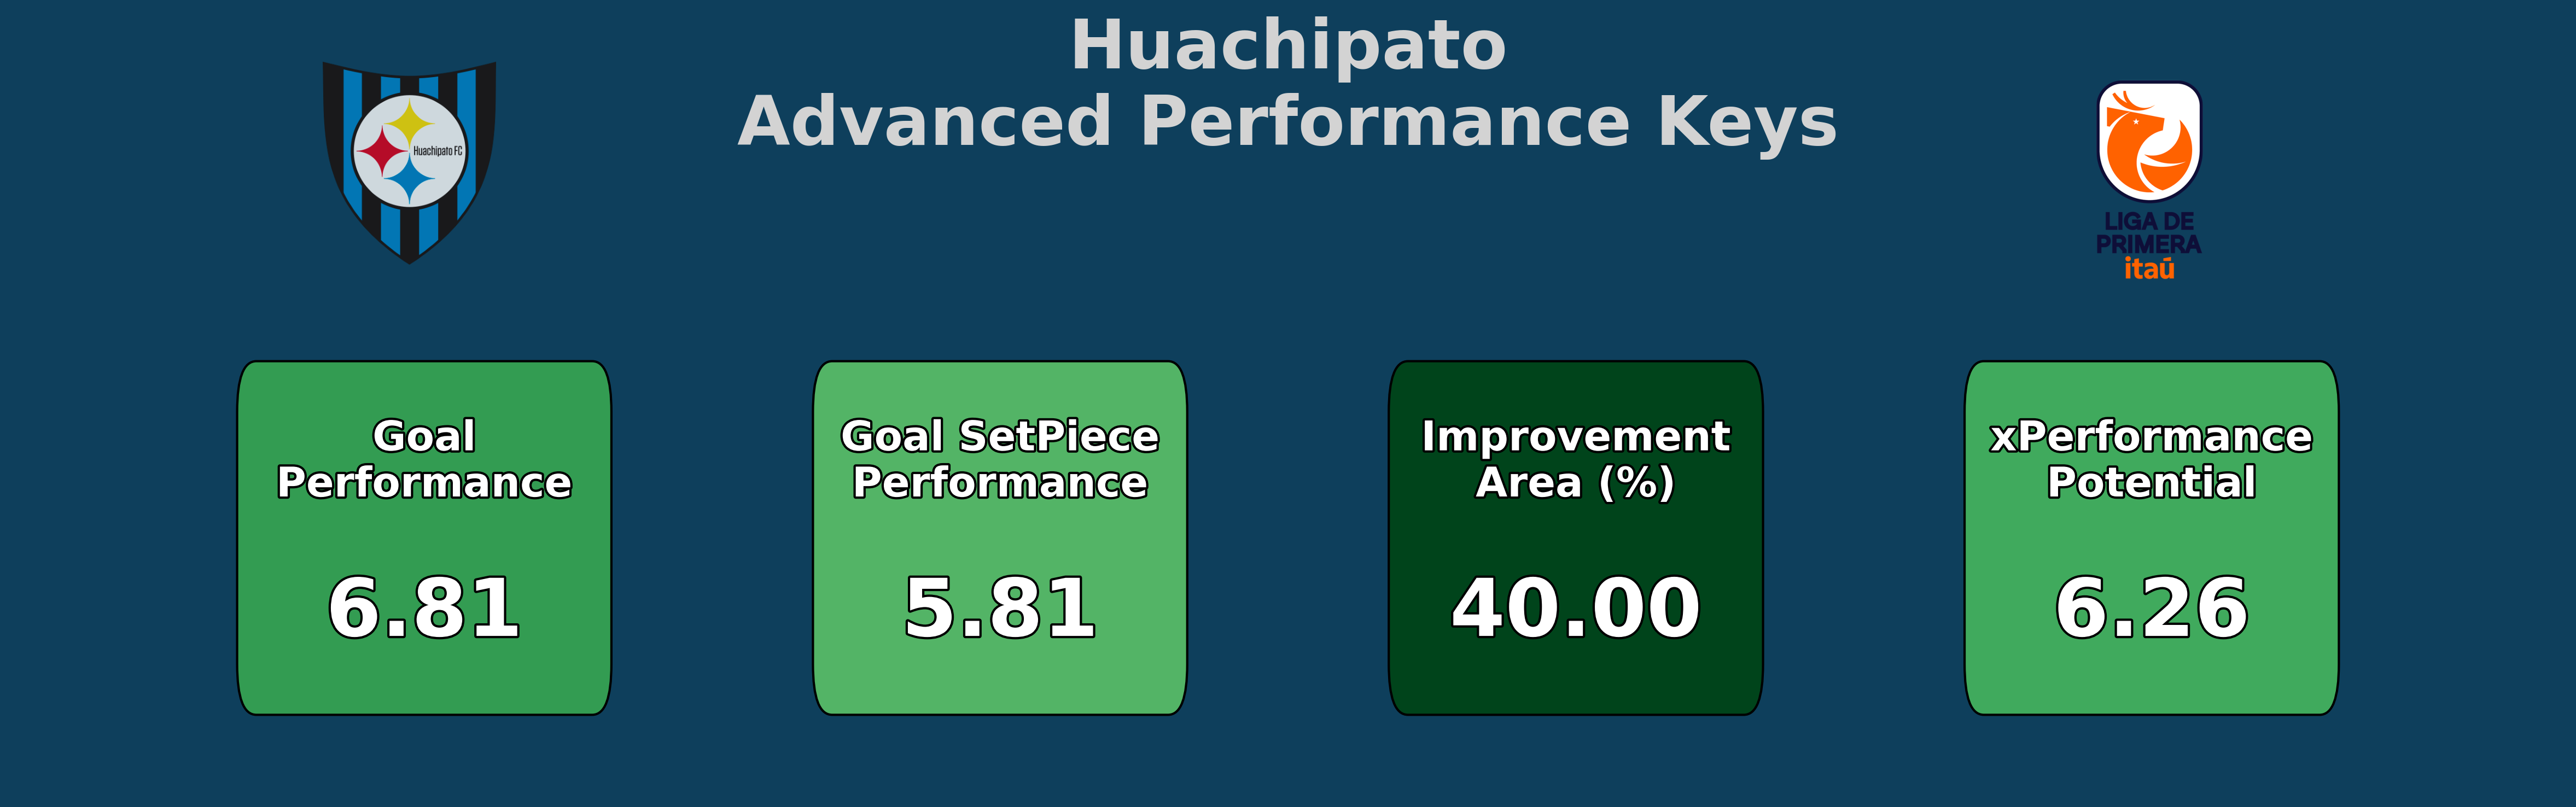 Huachipato
Advanced Performance Keys
Huachipato FC
LIGA DE
PRIMERA
itaú
Goal
Performance
6.81
Goal SetPiece
Performance
5.81
Improvement
Area (%)
40.00
xPerformance
Potential
6.26